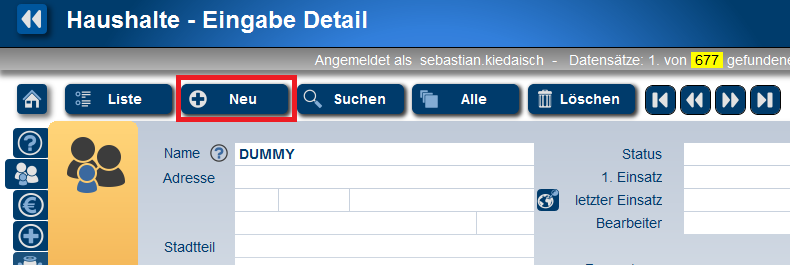 Haushalte - Eingabe Detail
Angemeldet als sebastian.kiedaisch - Datensätze: 1. von 677 gefundene
Liste Neu Suchen Alle Löschen
Name ? DUMMY Status
Adresse 1. Einsatz
letzter Einsatz
Bearbeiter
Stadtteil